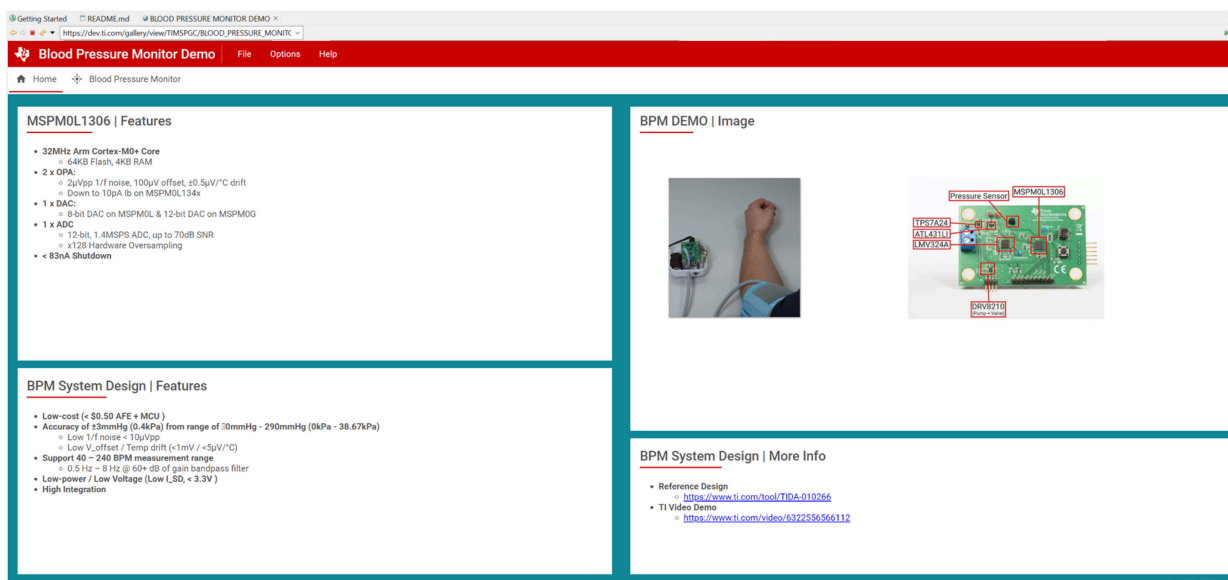 Getting Started
README.md
BLOOD PRESSURE MONITOR DEMO
https://dev.ti.com/gallery/view/TIMSPGC/BLOOD_PRESSURE_MONITC
Blood Pressure Monitor Demo
File
Options
Help
Home
Blood Pressure Monitor
MSPM0L1306 | Features
• 32MHz Arm Cortex-M0+ Core
○ 64KB Flash, 4KB RAM
• 2 x OPA:
○ 2µVpp 1/f noise, 100µV offset, ±0.5µV/°C drift
○ Down to 10pA Ib on MSPM0L134x
• 1 x DAC:
○ 8-bit DAC on MSPM0L & 12-bit DAC on MSPM0G
• 1 x ADC
○ 12-bit, 1.4MSPS ADC, up to 70dB SNR
○ x128 Hardware Oversampling
• < 83nA Shutdown
BPM System Design | Features
• Low-cost (< $0.50 AFE + MCU )
• Accuracy of ±3mmHg (0.4kPa) from range of 0mmHg - 290mmHg (0kPa - 38.67kPa)
○ Low 1/f noise < 10µVpp
○ Low V_offset / Temp drift (<1mV / <5µV/°C)
• Support 40 – 240 BPM measurement range
○ 0.5 Hz – 8 Hz @ 60+ dB of gain bandpass filter
• Low-power / Low Voltage (Low I_SD, < 3.3V )
• High Integration
BPM DEMO | Image
Pressure Sensor
MSPM0L1306
TPS7A24
ATL431LI
LMV324A
DRV8210
(Pump + Valve)
BPM System Design | More Info
• Reference Design
○ https://www.ti.com/tool/TIDA-010266
• TI Video Demo
○ https://www.ti.com/video/6322556566112